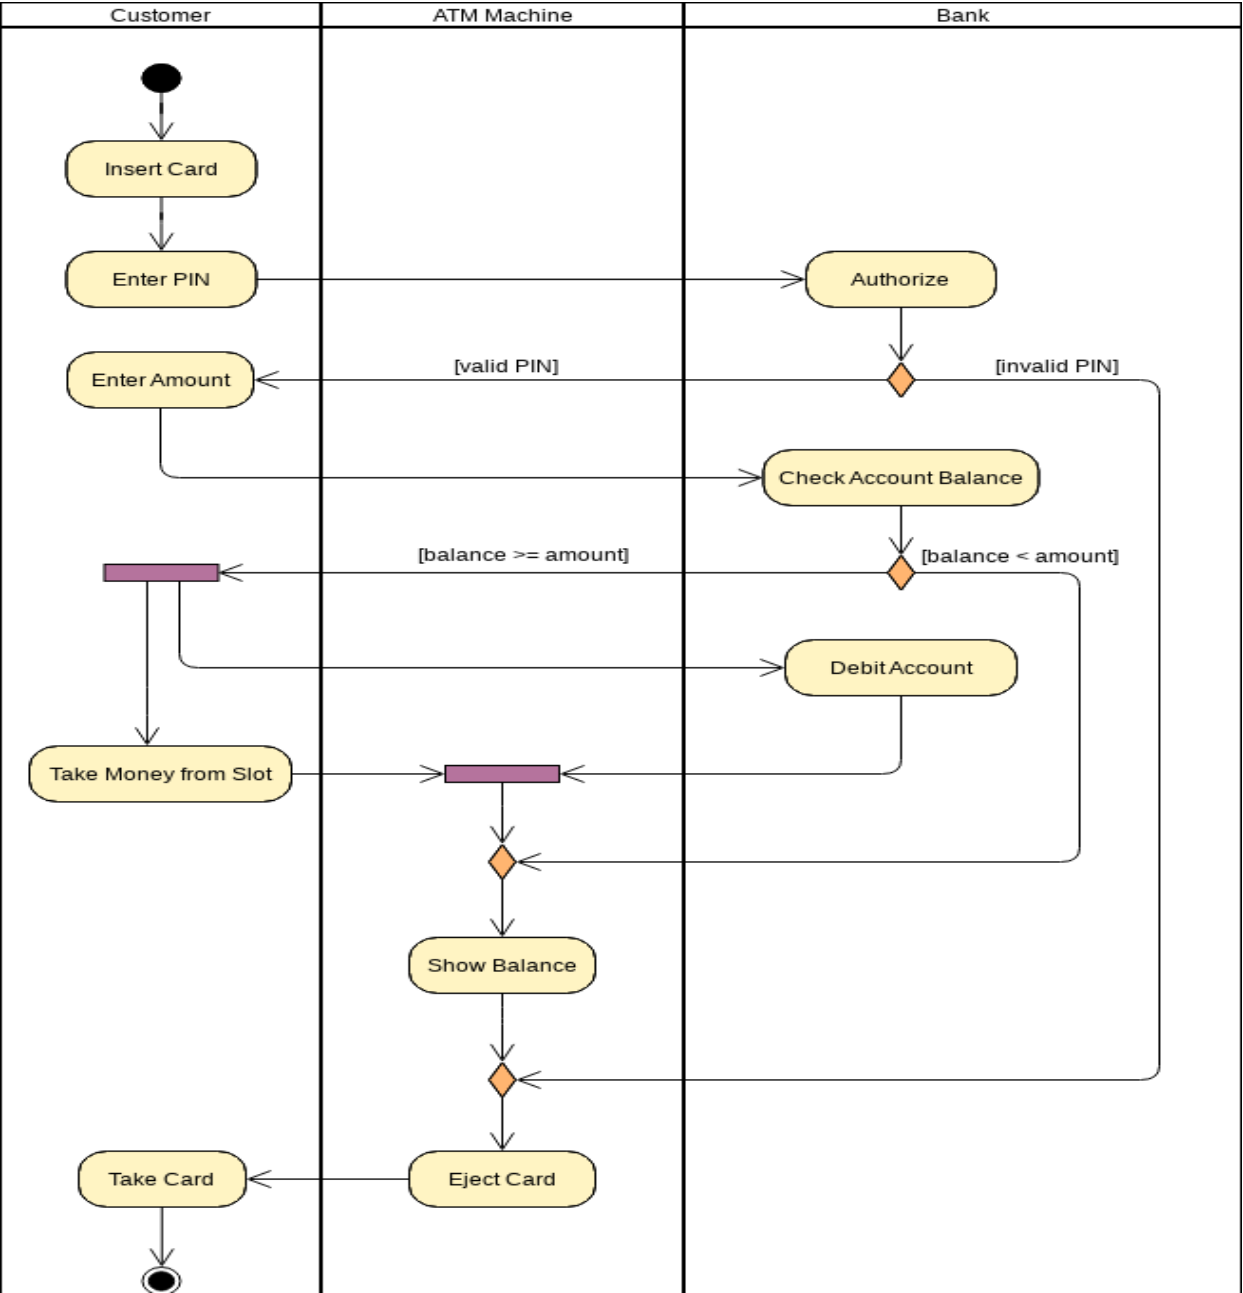 Customer
ATM Machine
Bank
Insert Card
Enter PIN
Authorize
[valid PIN]
[invalid PIN]
Enter Amount
Check Account Balance
[balance >= amount]
[balance < amount]
Debit Account
Take Money from Slot
Show Balance
Take Card
Eject Card